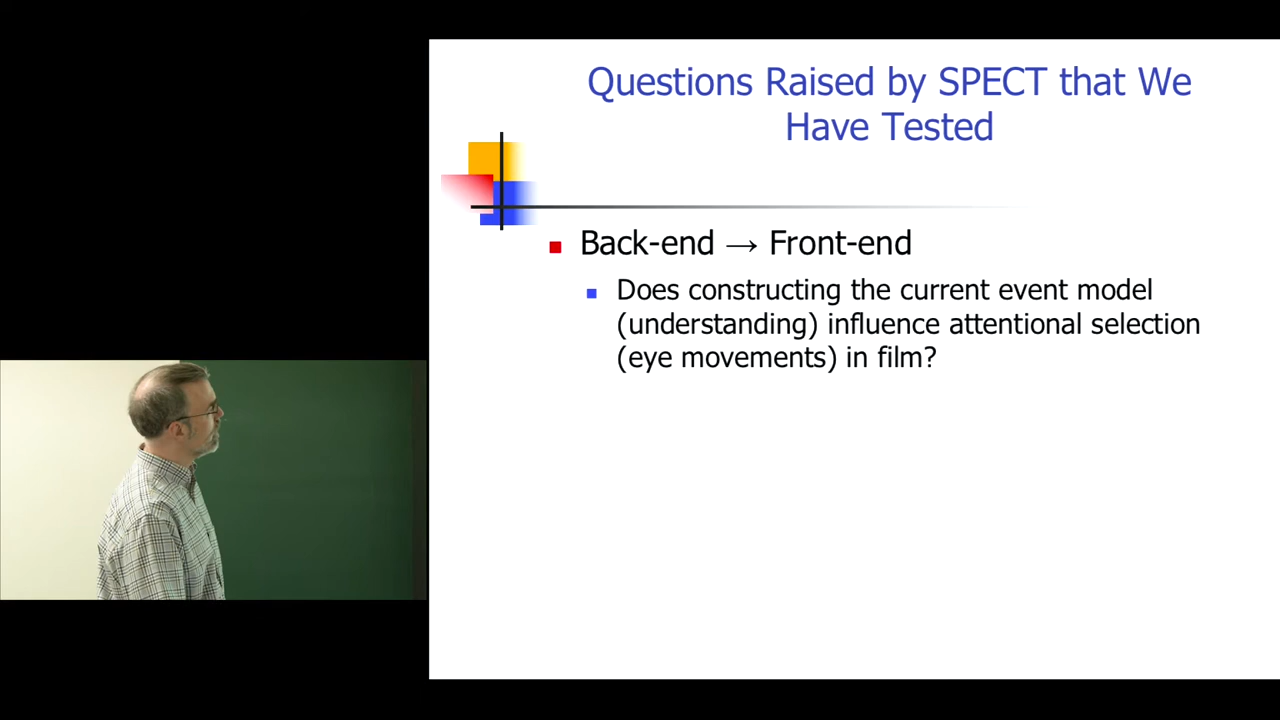 Questions Raised by SPECT that We
Have Tested
Back-end → Front-end
Does constructing the current event model
(understanding) influence attentional selection
(eye movements) in film?